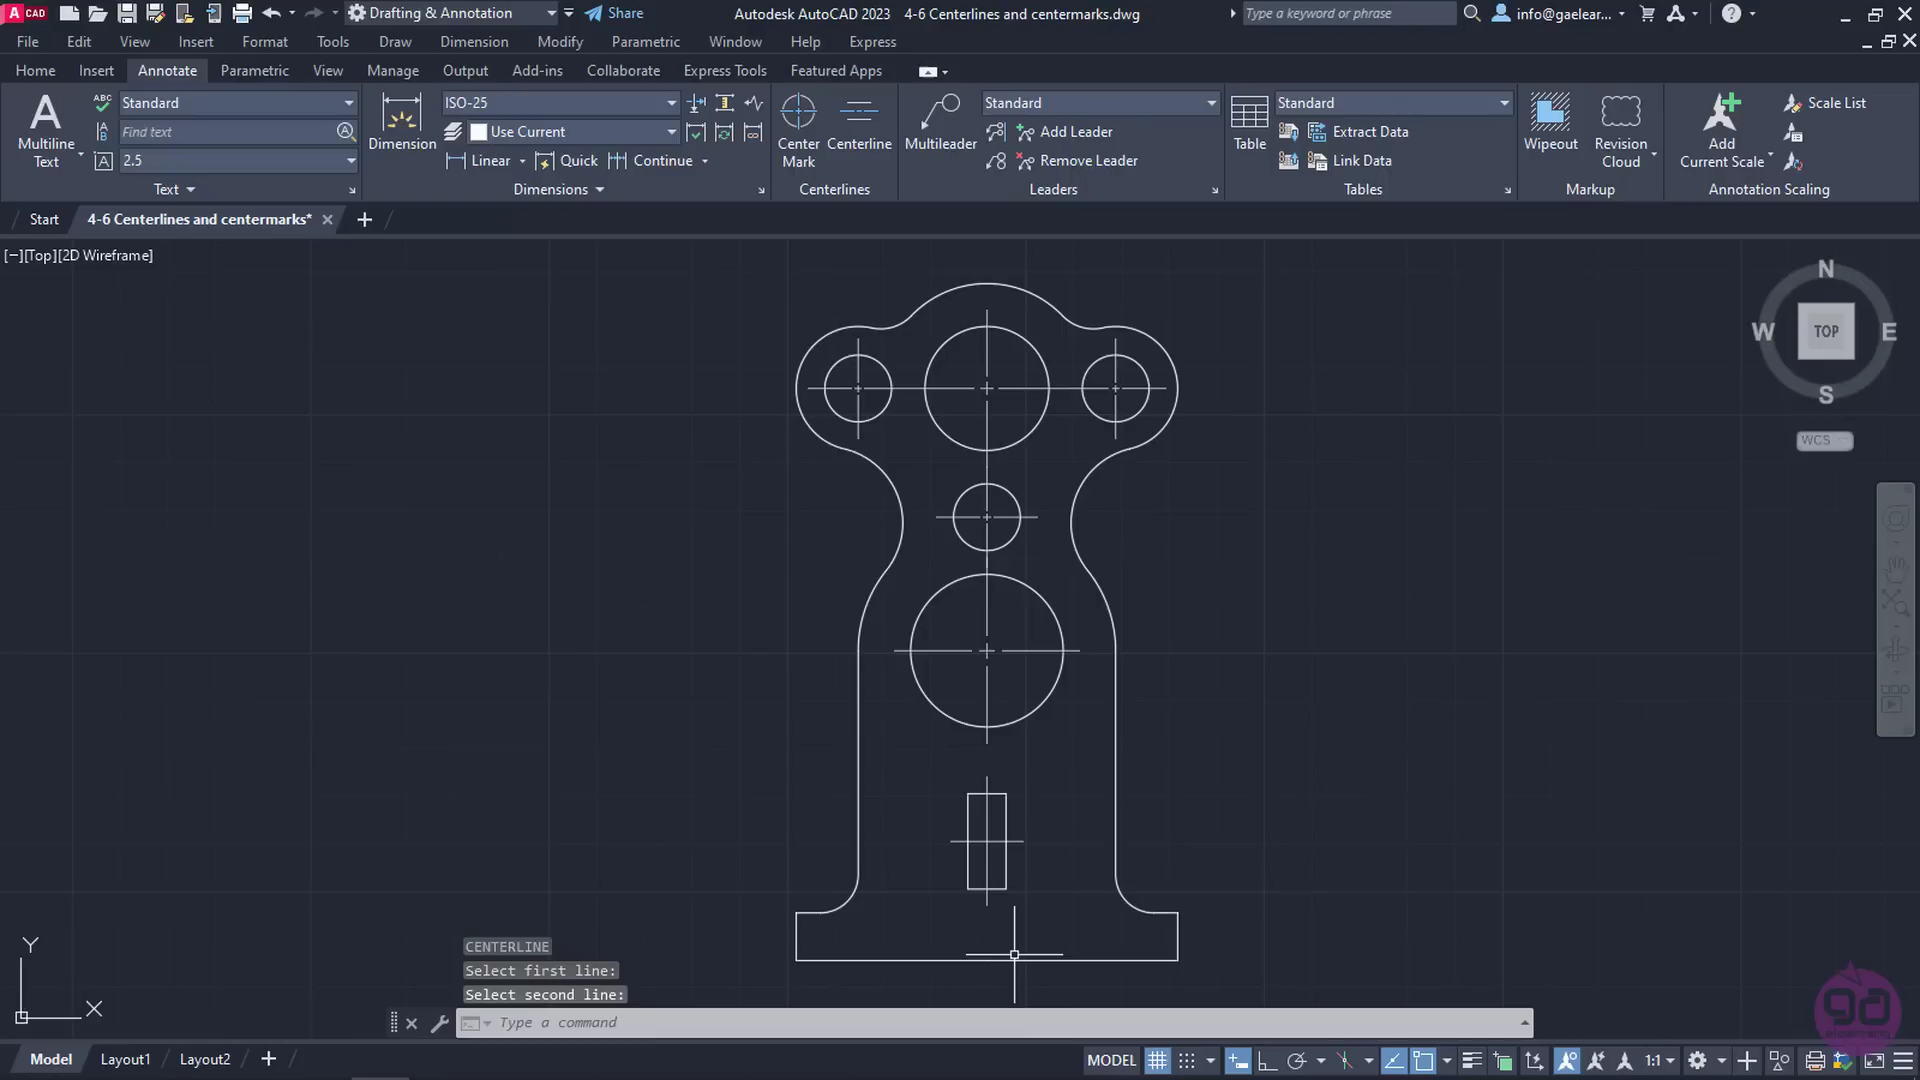 A CAD
Drafting & Annotation
Share
Autodesk AutoCAD 2023 4-6 Centerlines and centermarks.dwg
Type a keyword or phrase
info@gaelear...
File Edit View Insert Format Tools Draw Dimension Modify Parametric Window Help Express
Home Insert Annotate Parametric View Manage Output Add-ins Collaborate Express Tools Featured Apps
Multiline Text
ABC
Standard
Find text
2.5
Text
Dimension
ISO-25
Use Current
Linear Quick Continue
Dimensions
Center Mark
Centerline
Centerlines
Multileader
Standard
Add Leader
Remove Leader
Leaders
Table
Standard
Extract Data
Link Data
Tables
Wipeout
Revision Cloud
Markup
Add Current Scale
Scale List
Annotation Scaling
Start 4-6 Centerlines and centermarks*
[−][Top][2D Wireframe]
N
W TOP E
S
WCS
Y
X
CENTERLINE
Select first line:
Select second line:
Type a command
ga
Model Layout1 Layout2
MODEL
1:1